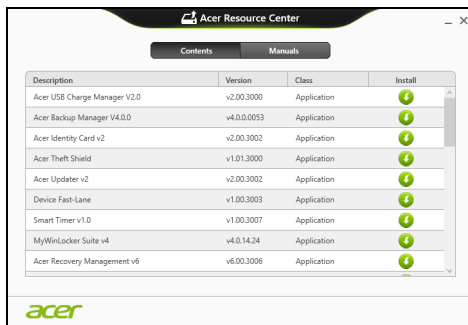 Acer Resource Center
Contents Manuals
Description Version Class Install
Acer USB Charge Manager V2.0 v2.00.3000 Application
Acer Backup Manager V4.0.0 v4.0.0.0053 Application
Acer Identity Card v2 v2.00.3002 Application
Acer Theft Shield v1.01.3000 Application
Acer Updater v2 v2.00.3002 Application
Device Fast-Lane v1.00.3003 Application
Smart Timer v1.0 v1.00.3007 Application
MyWinLocker Suite v4 v4.0.14.24 Application
Acer Recovery Management v6 v6.00.3006 Application
acer